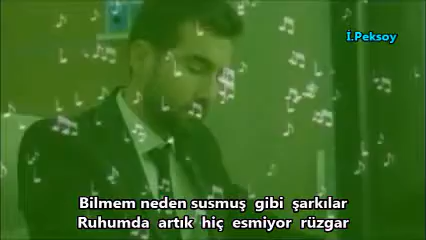 İ.Peksoy
Bilmem neden susmuş gibi şarkılar
Ruhumda artık hiç esmiyor rüzgar